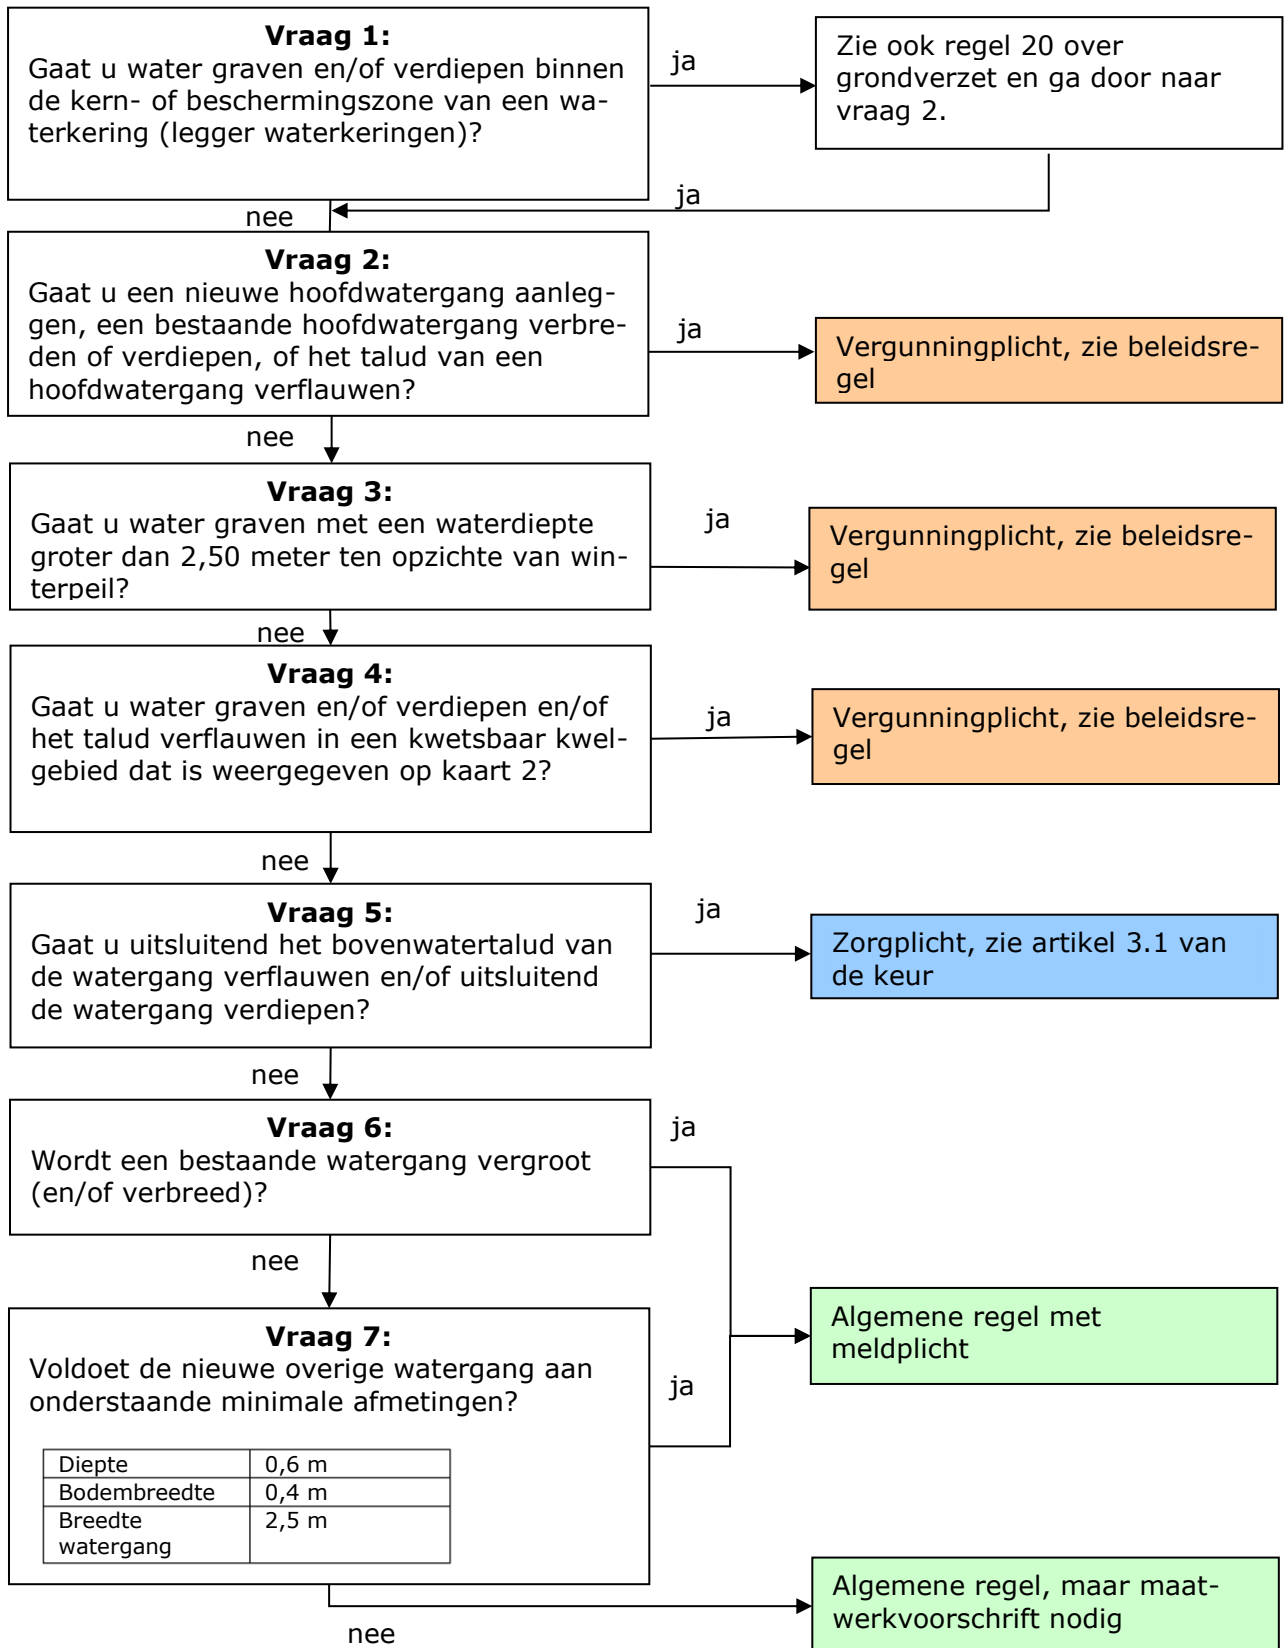 Vraag 1:
Gaat u water graven en/of verdiepen binnen
de kern- of beschermingszone van een wa-
terkering (legger waterkeringen)?
ja
Zie ook regel 20 over
grondverzet en ga door naar
vraag 2.
ja
nee
Vraag 2:
Gaat u een nieuwe hoofdwatergang aanleg-
gen, een bestaande hoofdwatergang verbre-
den of verdiepen, of het talud van een
hoofdwatergang verflauwen?
ja
Vergunningplicht, zie beleidsre-
gel
nee
Vraag 3:
Gaat u water graven met een waterdiepte
groter dan 2,50 meter ten opzichte van win-
terpeil?
ja
Vergunningplicht, zie beleidsre-
gel
nee
Vraag 4:
Gaat u water graven en/of verdiepen en/of
het talud verflauwen in een kwetsbaar kwel-
gebied dat is weergegeven op kaart 2?
ja
Vergunningplicht, zie beleidsre-
gel
nee
Vraag 5:
Gaat u uitsluitend het bovenwatertalud van
de watergang verflauwen en/of uitsluitend
de watergang verdiepen?
ja
Zorgplicht, zie artikel 3.1 van
de keur
nee
Vraag 6:
Wordt een bestaande watergang vergroot
(en/of verbreed)?
ja
nee
Algemene regel met
meldplicht
Vraag 7:
Voldoet de nieuwe overige watergang aan
onderstaande minimale afmetingen?
ja
Diepte 0,6 m
Bodembreedte 0,4 m
Breedte 2,5 m
watergang
Algemene regel, maar maat-
werkvoorschrift nodig
nee